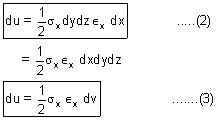 du = 1/2 σₓ dydz ϵₓ dx .....(2)
= 1/2 σₓ ϵₓ dxdydz
du = 1/2 σₓ ϵₓ dv .......(3)